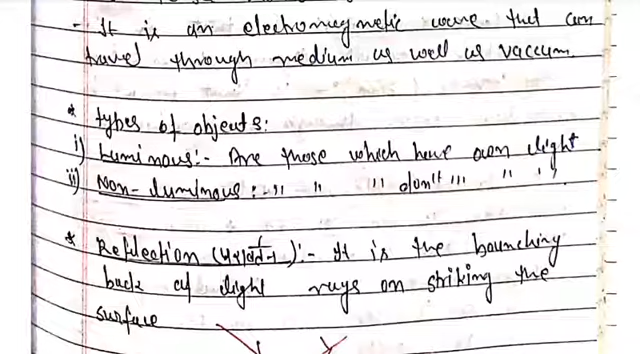 - It is an electromagnetic wave that can
travel through medium as well as vaccum.
* types of objects:
i) Luminous:- Are those which have own light
ii) Non-luminous :- " " " don't " " " "
* Reflection (परावर्तन) :- It is the bounching
back of light rays on striking the
surface